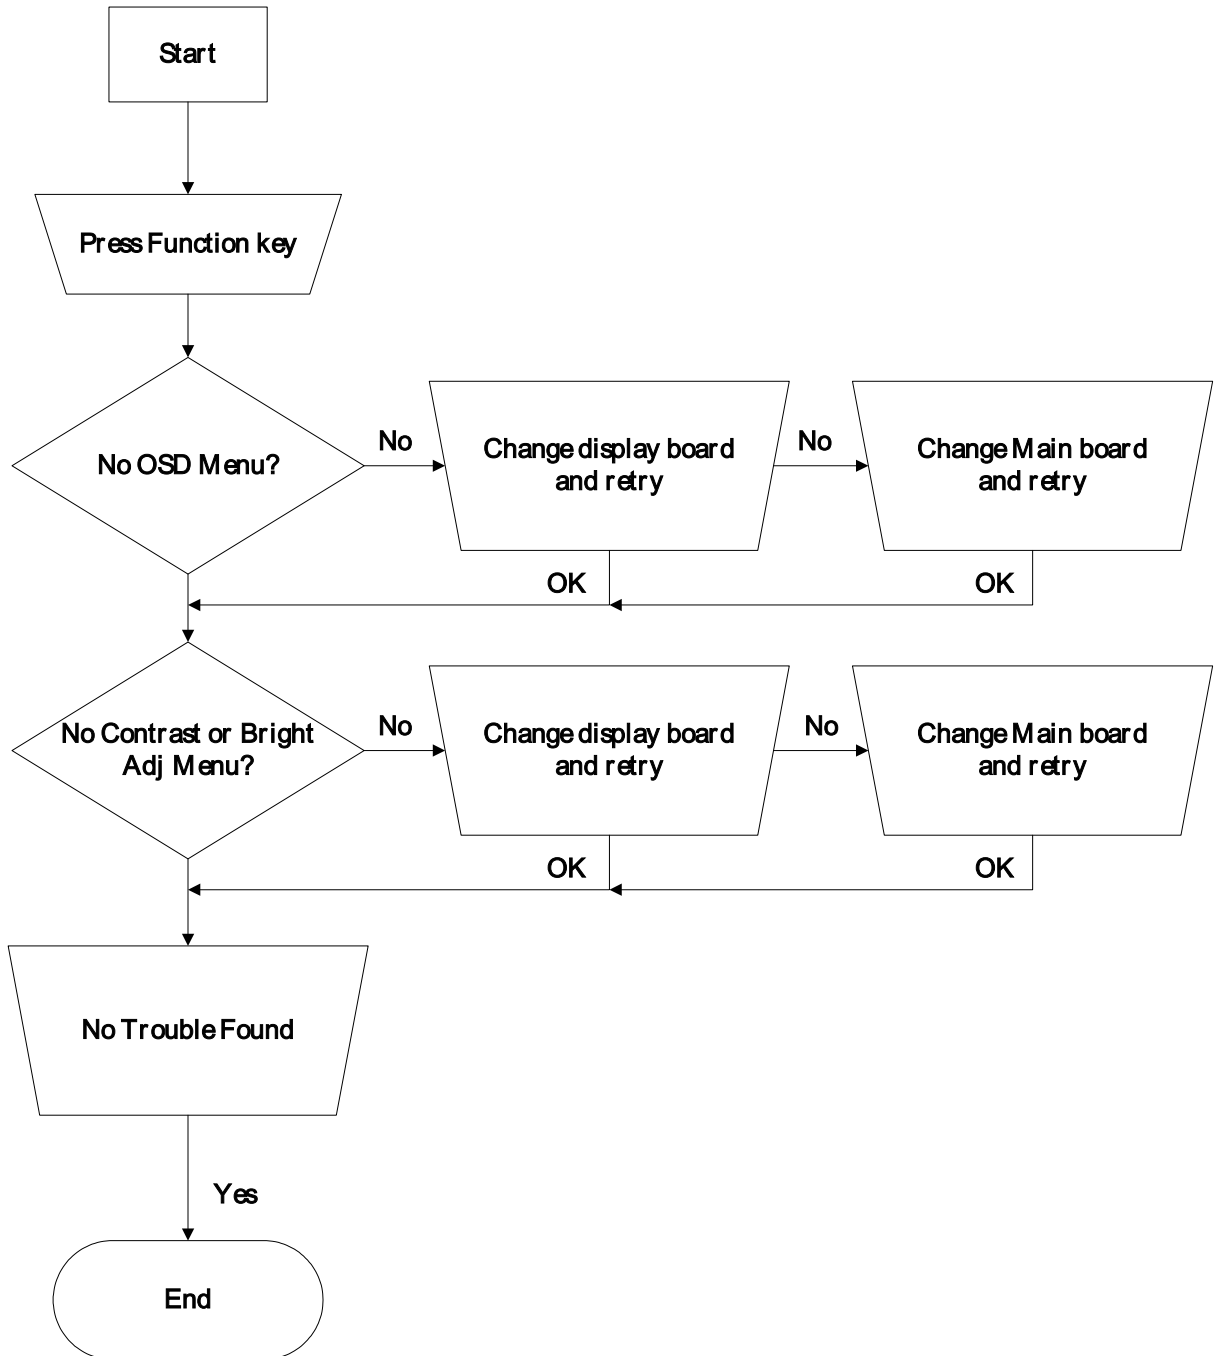 Start
Press Function key
No OSD Menu?
No
Change display board
and retry
No
Change Main board
and retry
OK
OK
No Contrast or Bright
Adj Menu?
No
Change display board
and retry
No
Change Main board
and retry
OK
OK
No Trouble Found
Yes
End